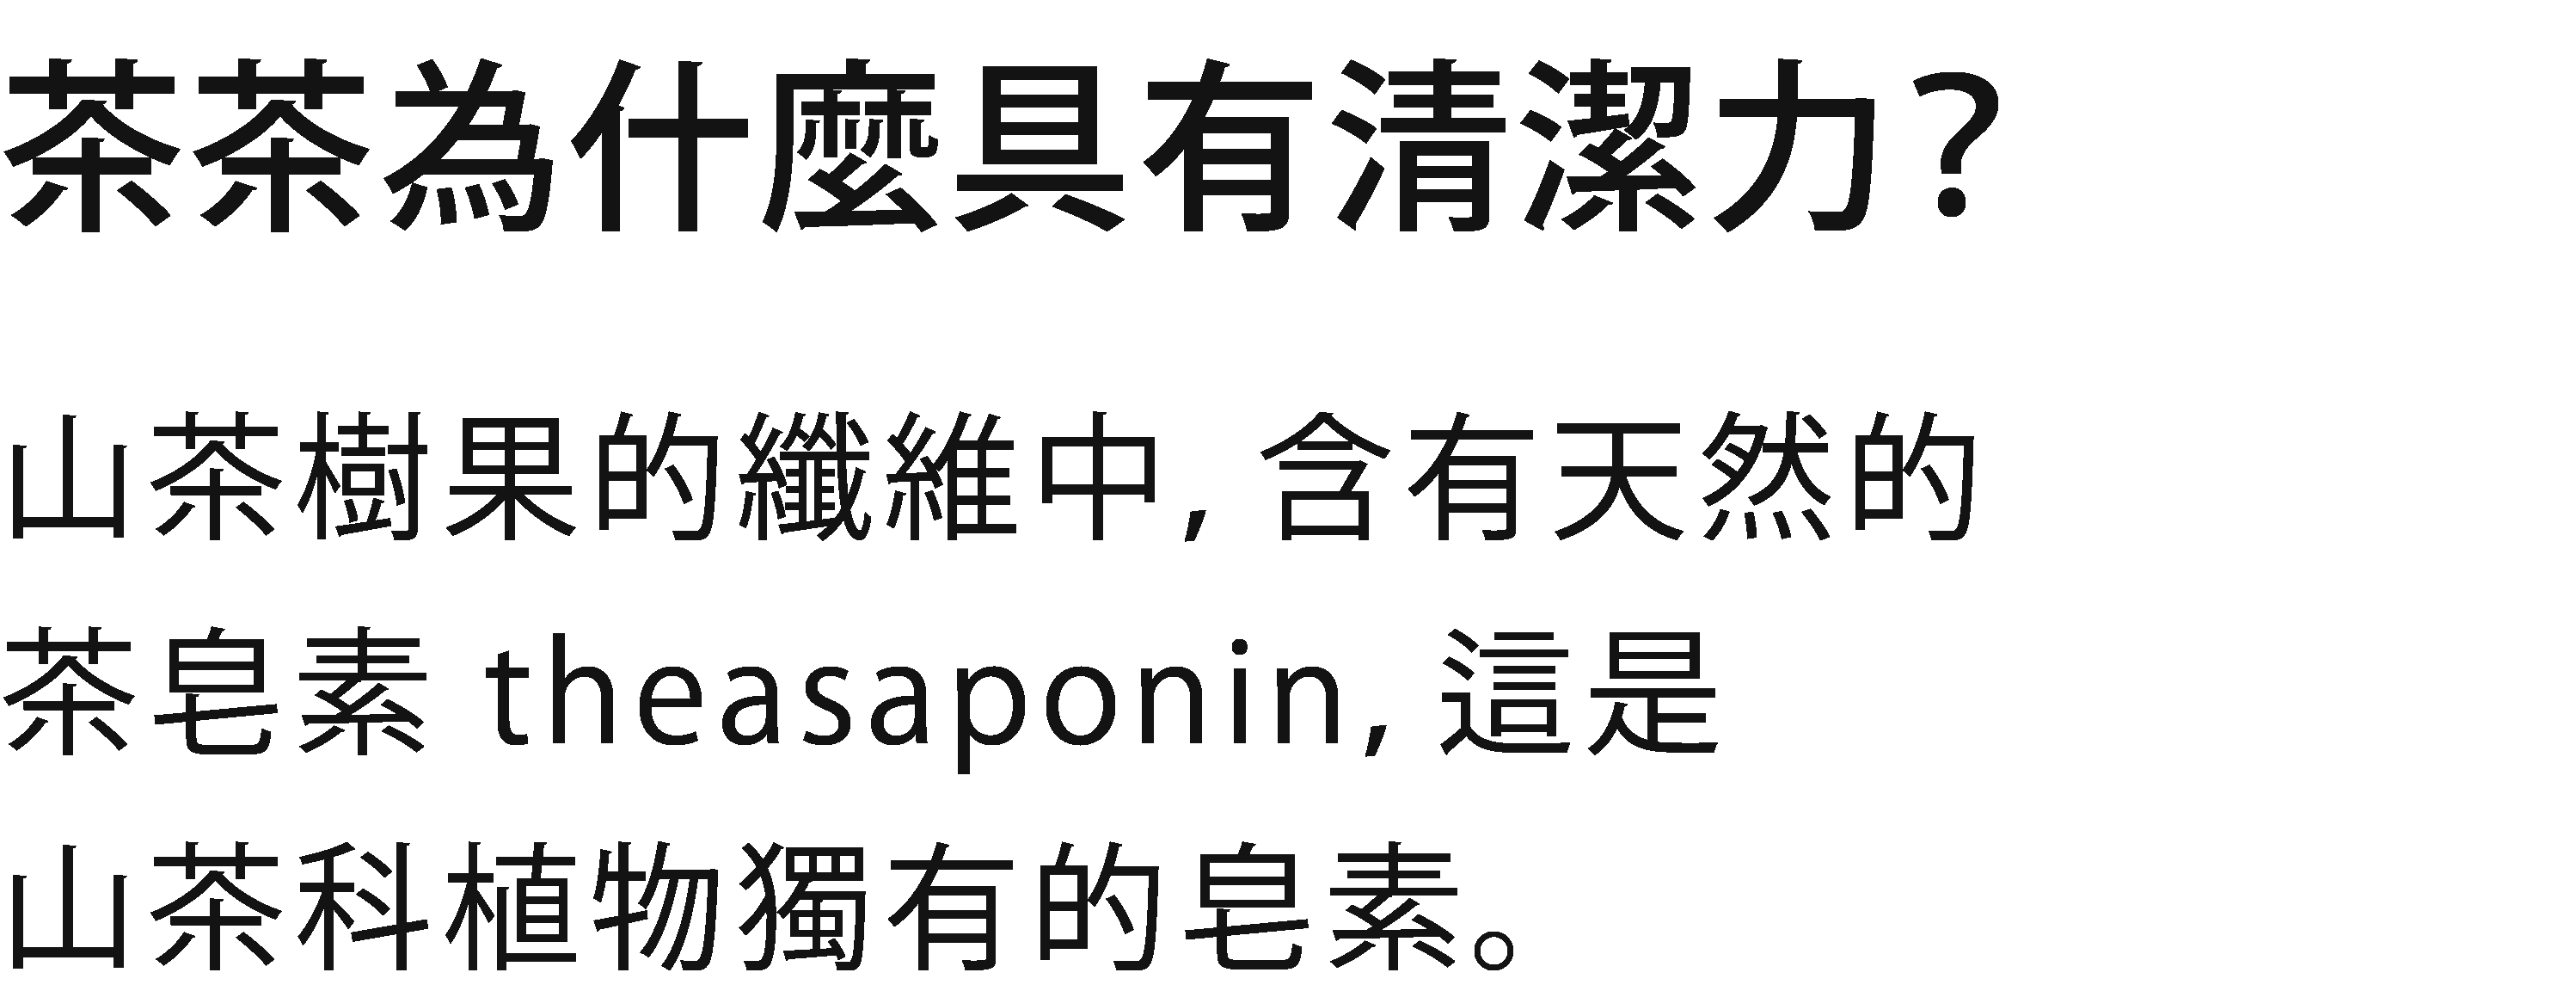 茶茶為什麼具有清潔力？
山茶樹果的纖維中，含有天然的
茶皂素 theasaponin，這是
山茶科植物獨有的皂素。